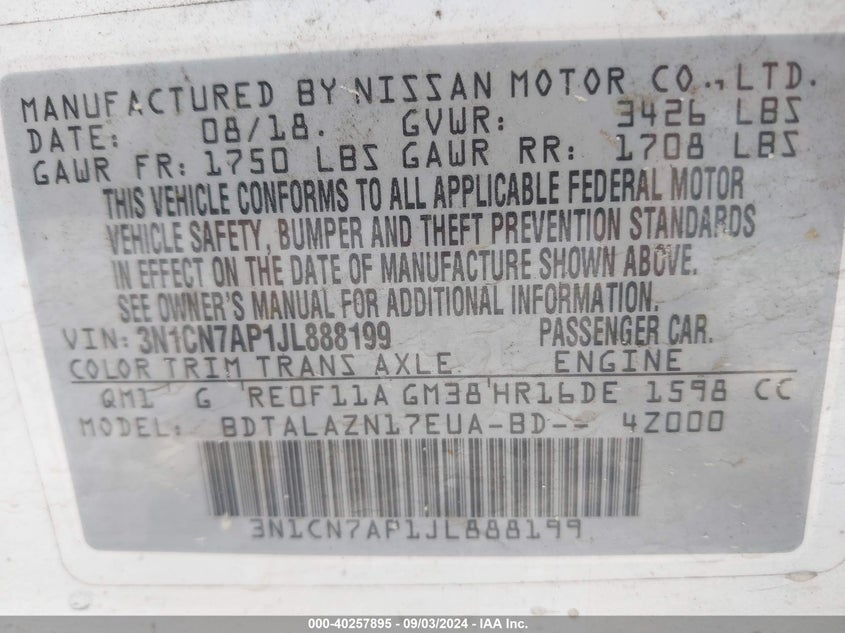 MANUFACTURED BY NISSAN MOTOR CO., LTD.
DATE: 08/18. GVWR: 3426 LBS
GAWR FR: 1750 LBS GAWR RR: 1708 LBS
THIS VEHICLE CONFORMS TO ALL APPLICABLE FEDERAL MOTOR
VEHICLE SAFETY, BUMPER AND THEFT PREVENTION STANDARDS
IN EFFECT ON THE DATE OF MANUFACTURE SHOWN ABOVE.
SEE OWNER'S MANUAL FOR ADDITIONAL INFORMATION.
VIN: 3N1CN7AP1JL888199 PASSENGER CAR.
COLOR TRIM TRANS AXLE ENGINE
QM1 G RE0F11A GM38 HR16DE 1598 CC
MODEL: BDTALAZN17EUA-BD-- 4Z000
3N1CN7AP1JL888199
000-40257895 - 09/03/2024 - IAA Inc.